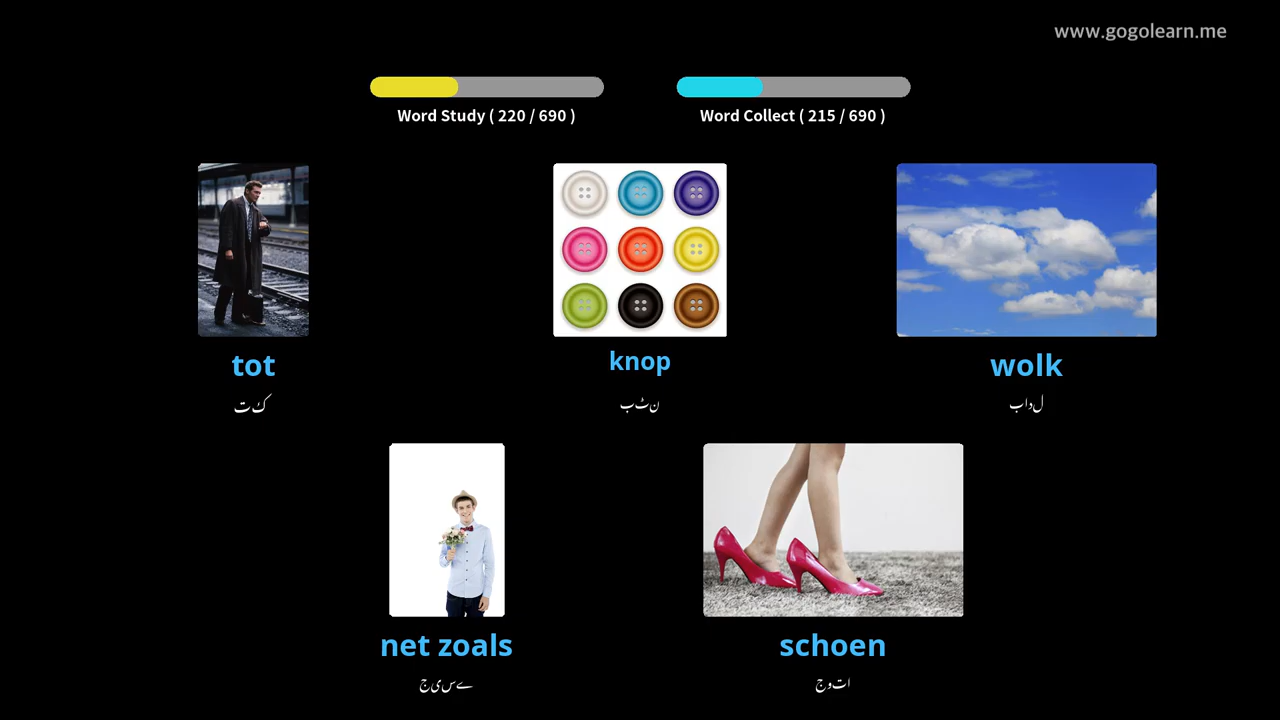 www.gogolearn.me
Word Study ( 220 / 690 )
Word Collect ( 215 / 690 )
tot
تک
knop
بٹن
wolk
بادل
net zoals
جیسے
schoen
جوتا